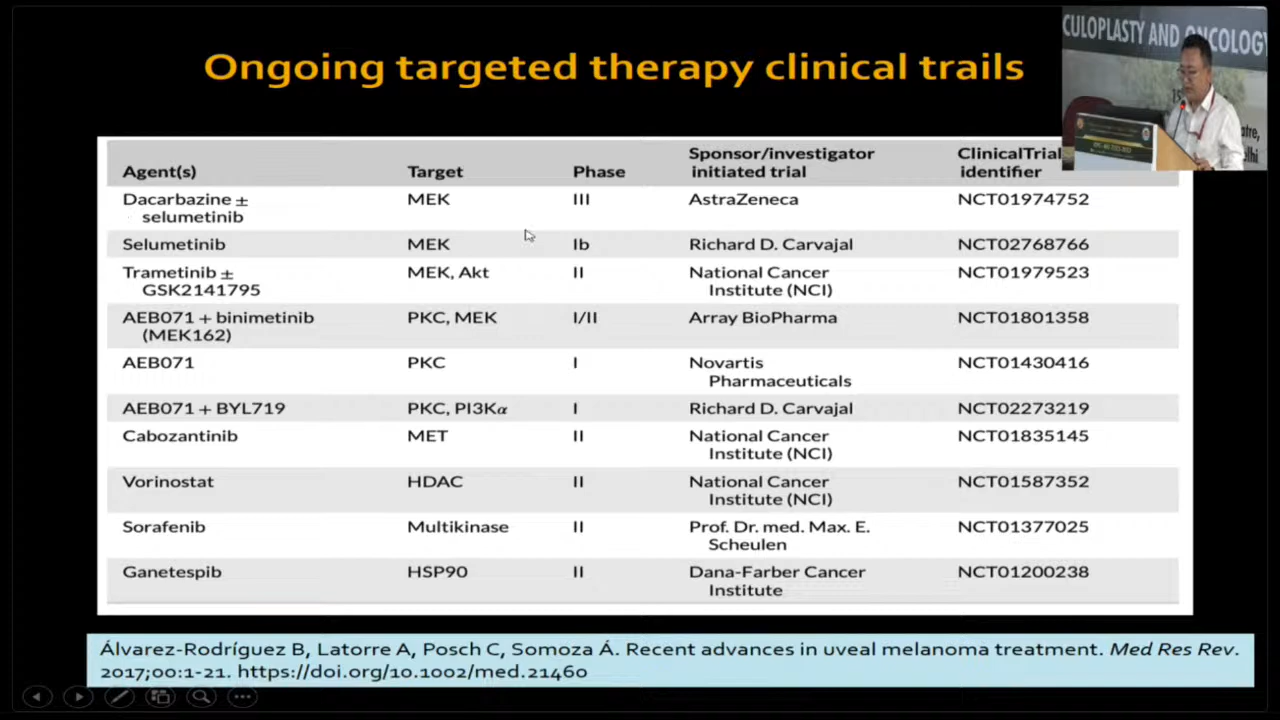 CULOPLASTY AND ONCOLOGY
Ongoing targeted therapy clinical trails
Agent(s) Target Phase Sponsor/investigator initiated trial ClinicalTrial identifier
Dacarbazine ± selumetinib MEK III AstraZeneca NCT01974752
Selumetinib MEK Ib Richard D. Carvajal NCT02768766
Trametinib ± GSK2141795 MEK, Akt II National Cancer Institute (NCI) NCT01979523
AEB071 + binimetinib (MEK162) PKC, MEK I/II Array BioPharma NCT01801358
AEB071 PKC I Novartis Pharmaceuticals NCT01430416
AEB071 + BYL719 PKC, PI3Kα I Richard D. Carvajal NCT02273219
Cabozantinib MET II National Cancer Institute (NCI) NCT01835145
Vorinostat HDAC II National Cancer Institute (NCI) NCT01587352
Sorafenib Multikinase II Prof. Dr. med. Max. E. Scheulen NCT01377025
Ganetespib HSP90 II Dana-Farber Cancer Institute NCT01200238
Álvarez-Rodríguez B, Latorre A, Posch C, Somoza Á. Recent advances in uveal melanoma treatment. Med Res Rev.
2017;00:1-21. https://doi.org/10.1002/med.21460